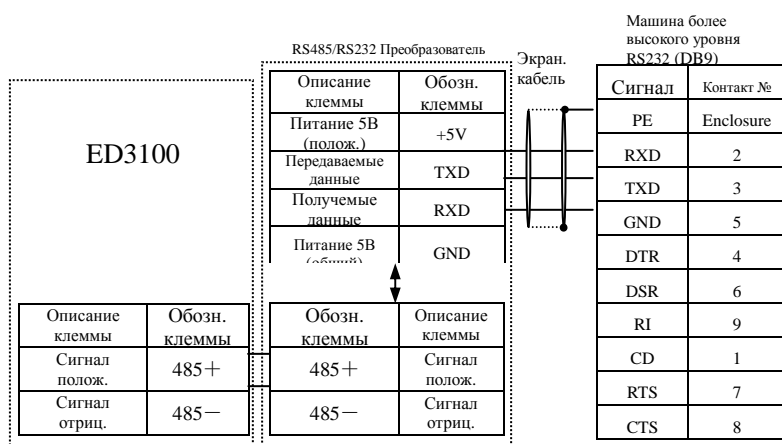 Машина более
высокого уровня
RS232 (DB9)
RS485/RS232 Преобразователь
Экран.
кабель
ED3100
Описание
клеммы
Обозн.
клеммы
Питание 5В
(полож.)
+5V
Передаваемые
данные
TXD
Получемые
данные
RXD
Питание 5В
(общий)
GND
Сигнал
Контакт №
PE
Enclosure
RXD
2
TXD
3
GND
5
DTR
4
DSR
6
RI
9
CD
1
RTS
7
CTS
8
Описание
клеммы
Обозн.
клеммы
Сигнал
полож.
485+
Сигнал
отриц.
485－
Обозн.
клеммы
Описание
клеммы
485+
Сигнал
полож.
485－
Сигнал
отриц.